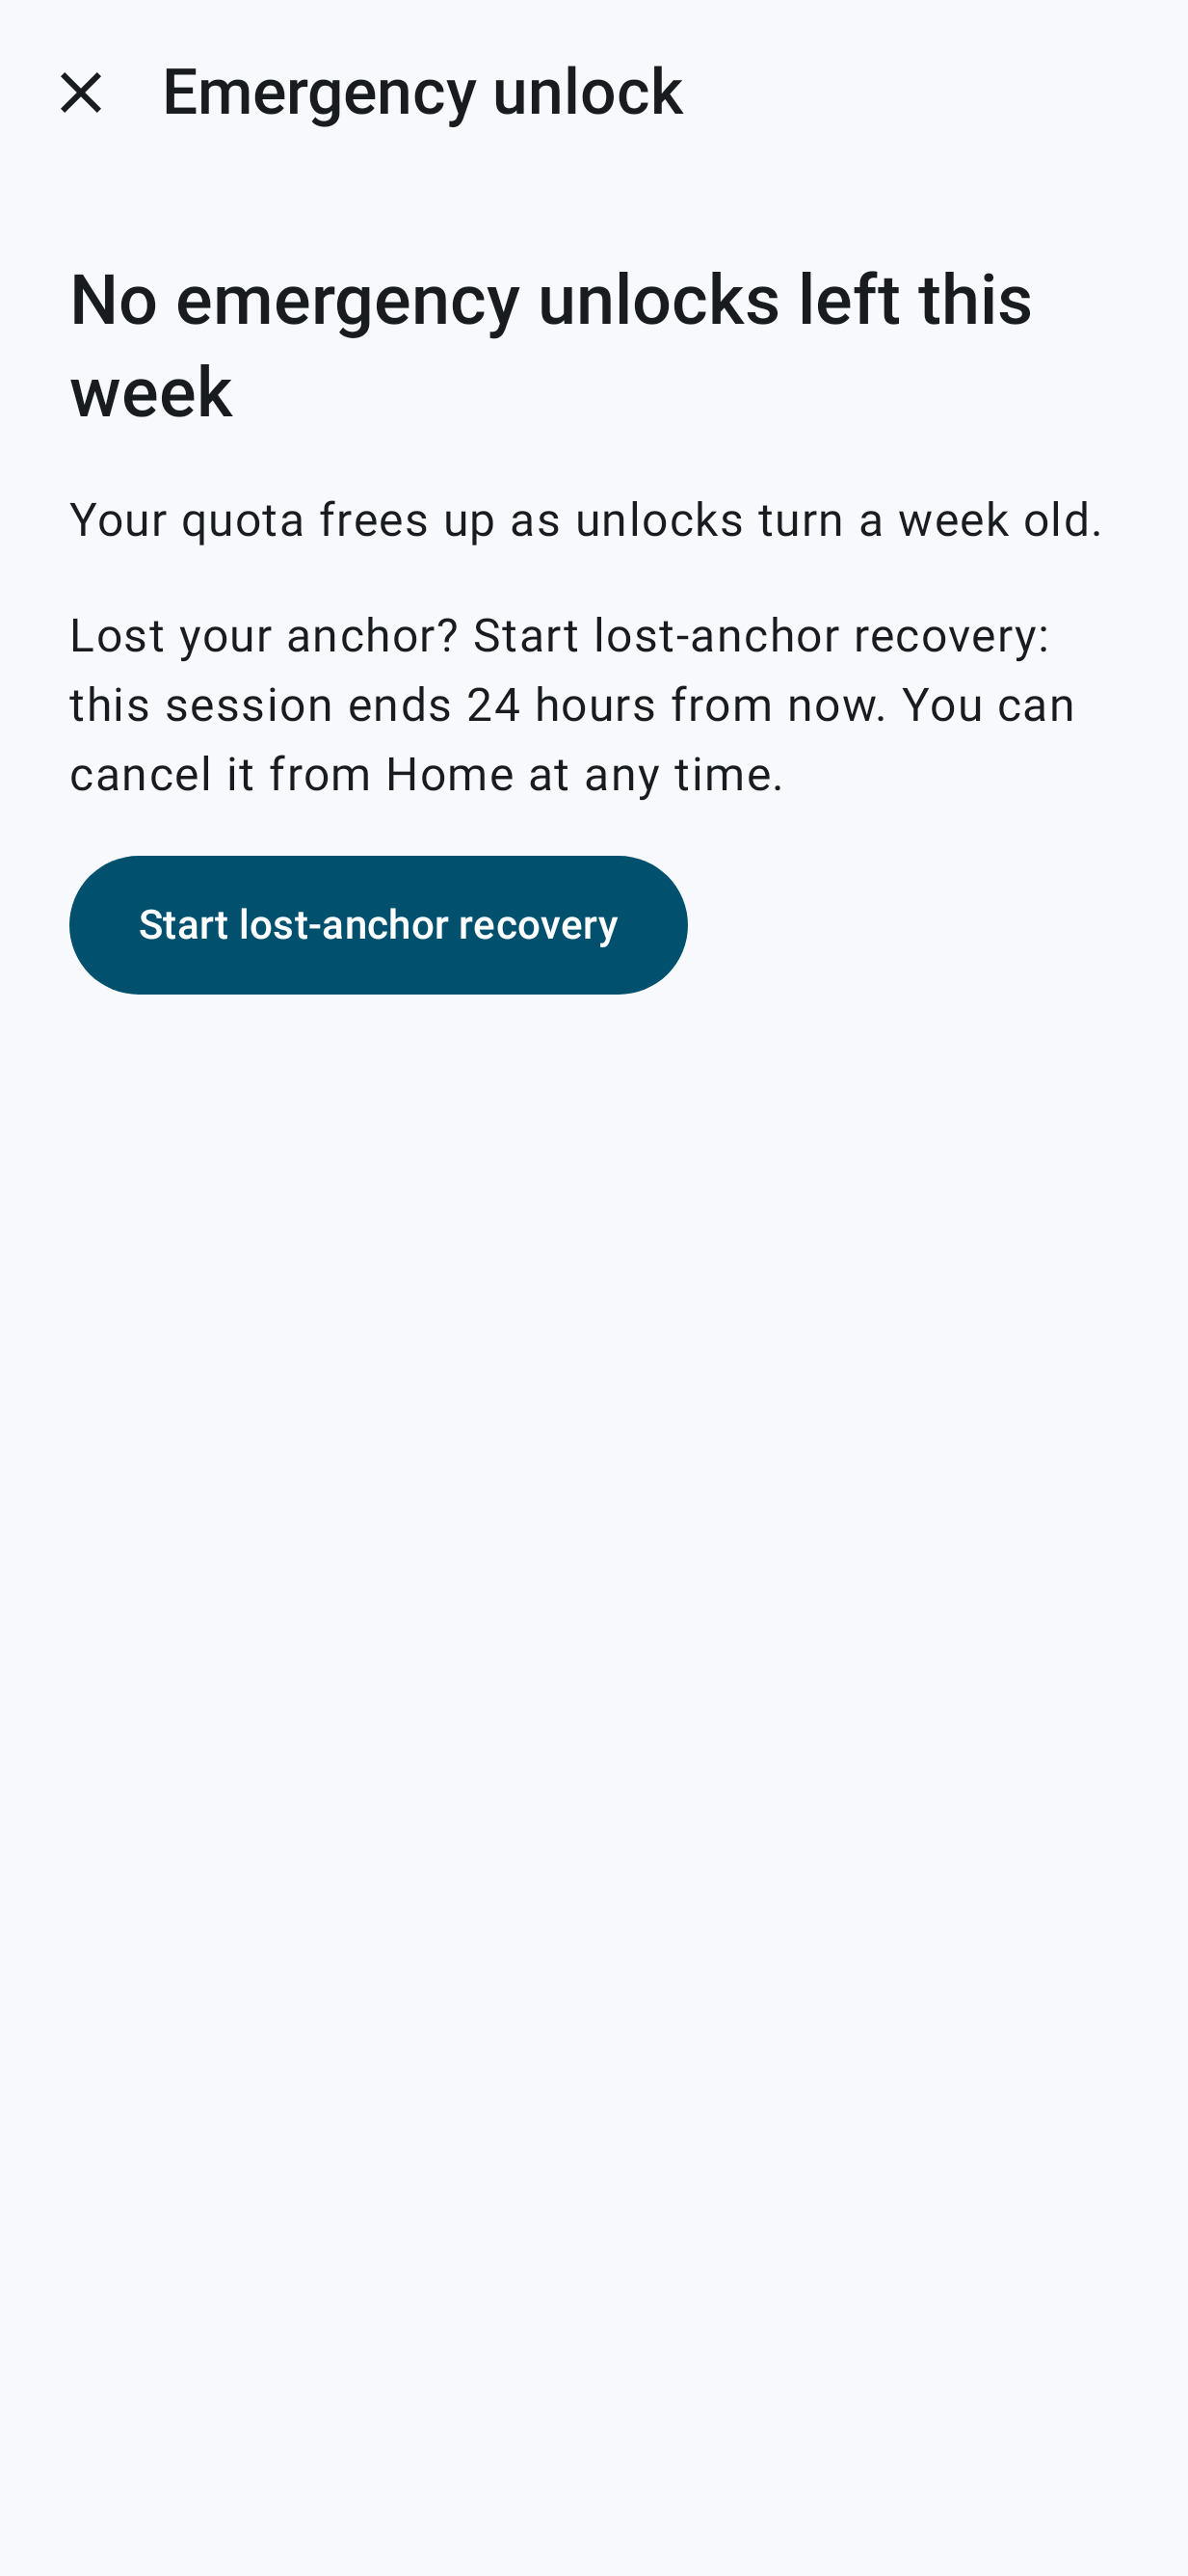 Emergency unlock
No emergency unlocks left this
week
Your quota frees up as unlocks turn a week old.
Lost your anchor? Start lost-anchor recovery:
this session ends 24 hours from now. You can
cancel it from Home at any time.
Start lost-anchor recovery